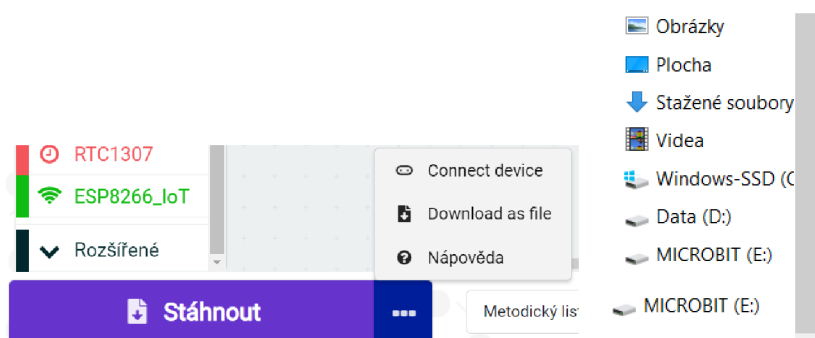 RTC1307
ESP8266_IoT
Rozšířené
Stáhnout
Connect device
Download as file
Nápověda
Metodický lis
Obrázky
Plocha
Stažené soubory
Videa
Windows-SSD (C
Data (D:)
MICROBIT (E:)
MICROBIT (E:)